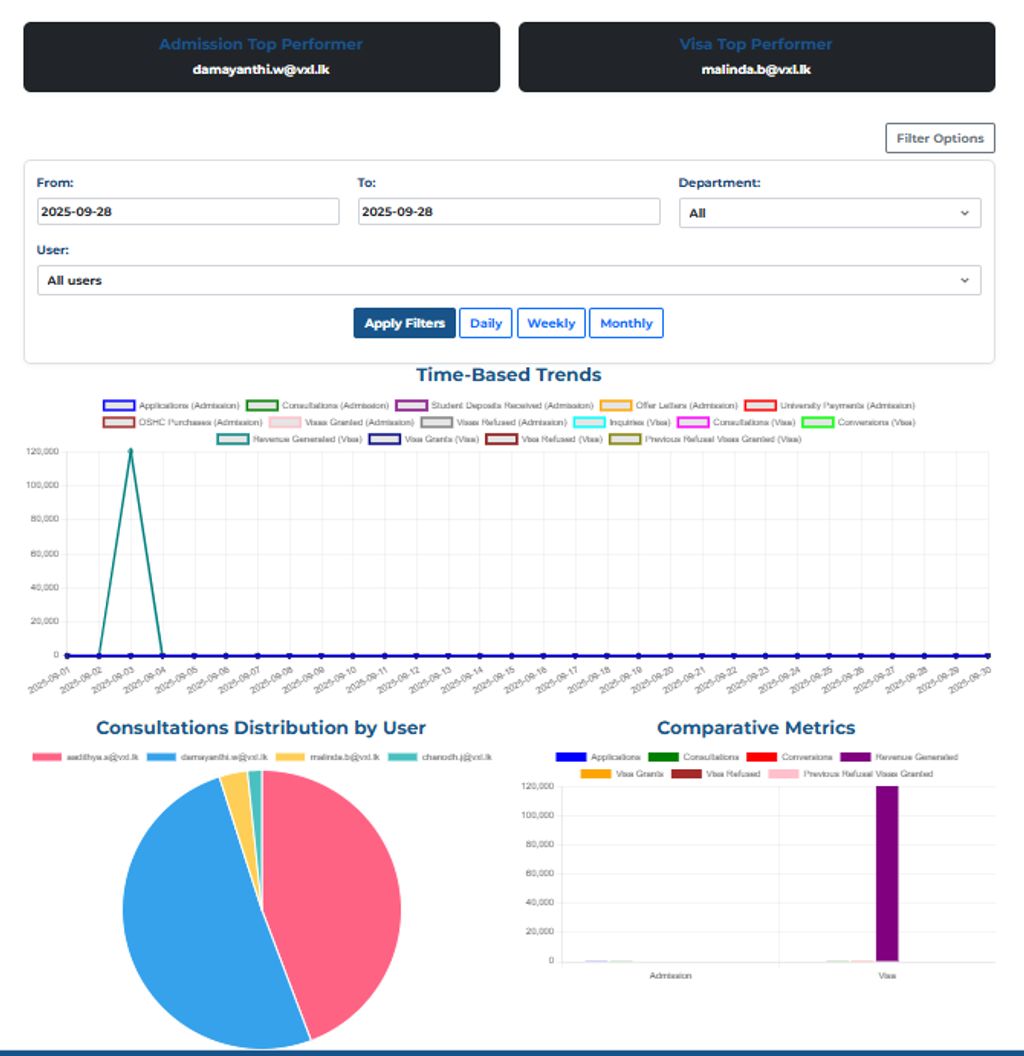 Admission Top Performer
damayanthi.w@vxl.lk
Visa Top Performer
malinda.b@vxl.lk
Filter Options
From:
To:
Department:
2025-09-28
2025-09-28
All
User:
All users
Apply Filters Daily Weekly Monthly
Time-Based Trends
Applications (Admission) Consultations (Admission) Student Deposits Received (Admission) Offer Letters (Admission) University Payments (Admission)
OSHC Purchases (Admission) Visas Granted (Admission) Visas Refused (Admission) Inquiries (Visa) Consultations (Visa) Conversions (Visa)
Revenue Generated (Visa) Visa Grants (Visa) Visa Refused (Visa) Previous Refusal Visas Granted (Visa)
120,000
100,000
80,000
60,000
40,000
20,000
0
2025-09-01 2025-09-02 2025-09-03 2025-09-04 2025-09-05 2025-09-06 2025-09-07 2025-09-08 2025-09-09 2025-09-10 2025-09-11 2025-09-12 2025-09-13 2025-09-14 2025-09-15 2025-09-16 2025-09-17 2025-09-18 2025-09-19 2025-09-20 2025-09-21 2025-09-22 2025-09-23 2025-09-24 2025-09-25 2025-09-26 2025-09-27 2025-09-28 2025-09-29 2025-09-30
Consultations Distribution by User
aadithya.a@vxl.lk damayanthi.w@vxl.lk malinda.b@vxl.lk chanodh.j@vxl.lk
Comparative Metrics
Applications Consultations Conversions Revenue Generated
Visa Grants Visa Refused Previous Refusal Visas Granted
120,000
100,000
80,000
60,000
40,000
20,000
0
Admission Visa